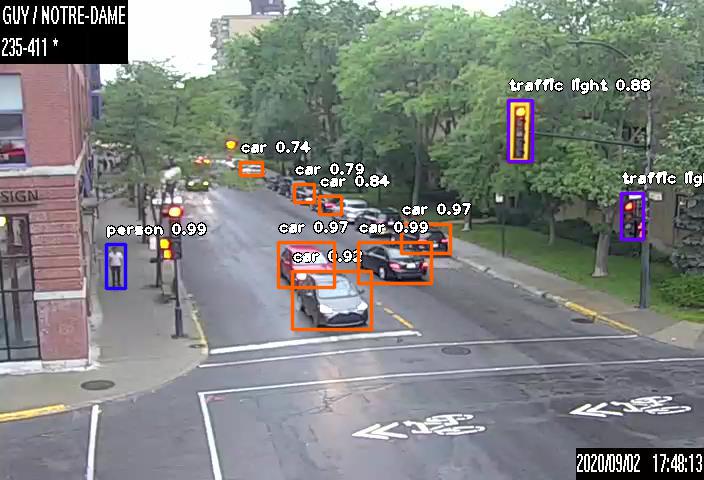 GUY / NOTRE-DAME
235-411 *
traffic light 0.88
car 0.74
car 0.79
car 0.84
traffic lig
SIGN
person 0.99
car 0.97
car 0.97
car 0.99
car 0.92
2020/09/02 17:48:13